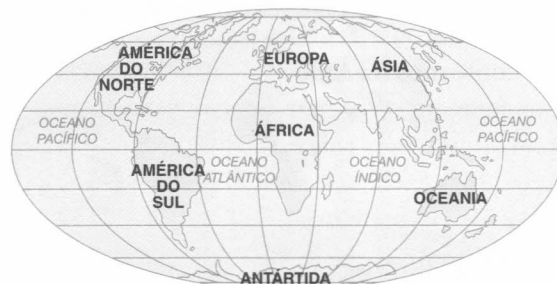 AMÉRICA
DO
NORTE
EUROPA
ÁSIA
OCEANO
PACÍFICO
ÁFRICA
OCEANO
PACÍFICO
AMÉRICA
DO
SUL
OCEANO
ATLÂNTICO
OCEANO
ÍNDICO
OCEANIA
ANTÁRTIDA